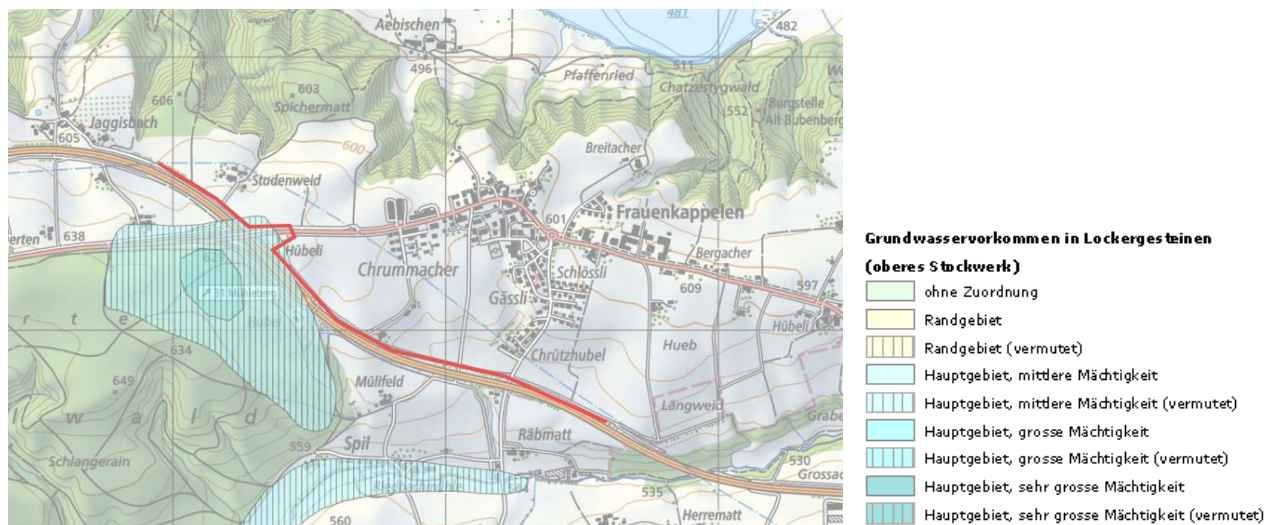 481
482
Aebischen
496
511
Pfaffenried
Chatzestygwald
603
606
Spichermatt
552
Burgstelle
Alt Bubenberg
Jaggisbach
605
600
Breitacher
Studenweid
601
Frauenkappelen
638
Hübeli
Bergacher
Chrummacher
Schlössli
609
597
Gässli
Hübeli
634
Chrützhubel
Hueb
649
Müllfeld
Längweid
559
Spil
Räbmatt
Schlangerain
530
535
560
Herrematt
Grundwasservorkommen in Lockergesteinen
(oberes Stockwerk)
ohne Zuordnung
Randgebiet
Randgebiet (vermutet)
Hauptgebiet, mittlere Mächtigkeit
Hauptgebiet, mittlere Mächtigkeit (vermutet)
Hauptgebiet, grosse Mächtigkeit
Hauptgebiet, grosse Mächtigkeit (vermutet)
Hauptgebiet, sehr grosse Mächtigkeit
Hauptgebiet, sehr grosse Mächtigkeit (vermutet)